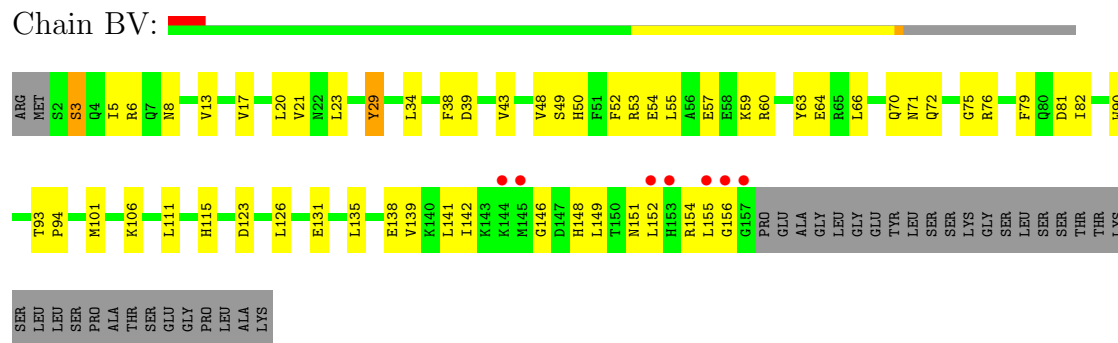 Chain BV:
ARG MET S2 S3 Q4 I5 R6 Q7 N8 V13 V17 L20 V21 N22 L23 Y29 L34 F38 D39 V43 V48 S49 H50 F51 F52 R53 E54 L55 A56 E57 E58 K59 R60 Y63 E64 R65 L66 Q70 N71 Q72 G75 R76 F79 Q80 D81 I82 W90
T93 P94 M101 K106 L111 H115 D123 L126 E131 L135 E138 V139 K140 L141 I142 K143 K144 M145 G146 D147 H148 L149 T150 N151 L152 H153 R154 L155 G156 G157 PRO GLU ALA GLY LEU GLY GLU TYR LEU SER SER LYS GLY SER LEU SER SER THR THR LYS
SER LEU LEU SER PRO ALA THR SER GLU GLY PRO LEU ALA LYS